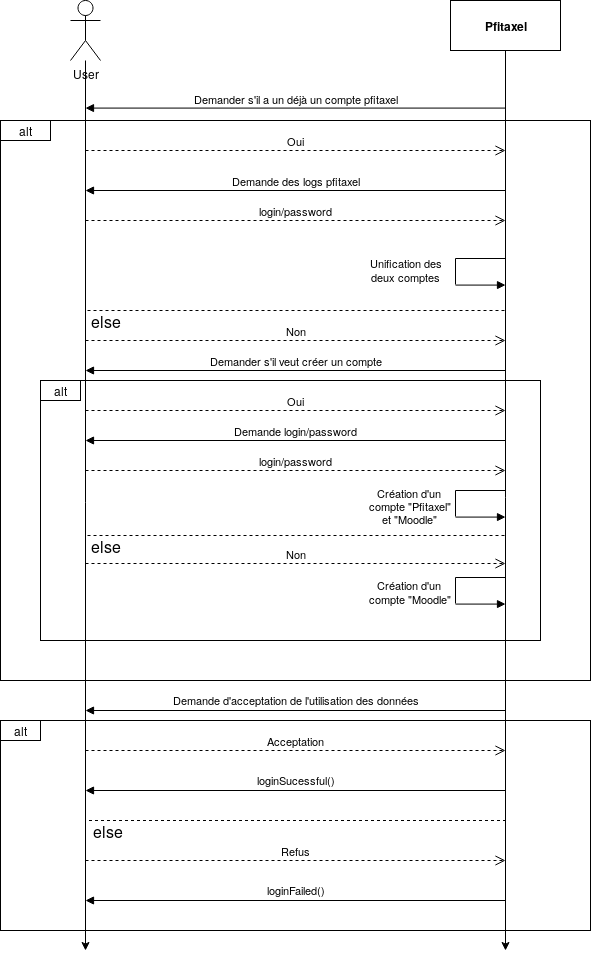 Pfitaxel
User
Demander s'il a un déjà un compte pfitaxel
alt
Oui
Demande des logs pfitaxel
login/password
Unification des
deux comptes
else
Non
Demander s'il veut créer un compte
alt
Oui
Demande login/password
login/password
Création d'un
compte "Pfitaxel"
et "Moodle"
else
Non
Création d'un
compte "Moodle"
Demande d'acceptation de l'utilisation des données
alt
Acceptation
loginSucessful()
else
Refus
loginFailed()